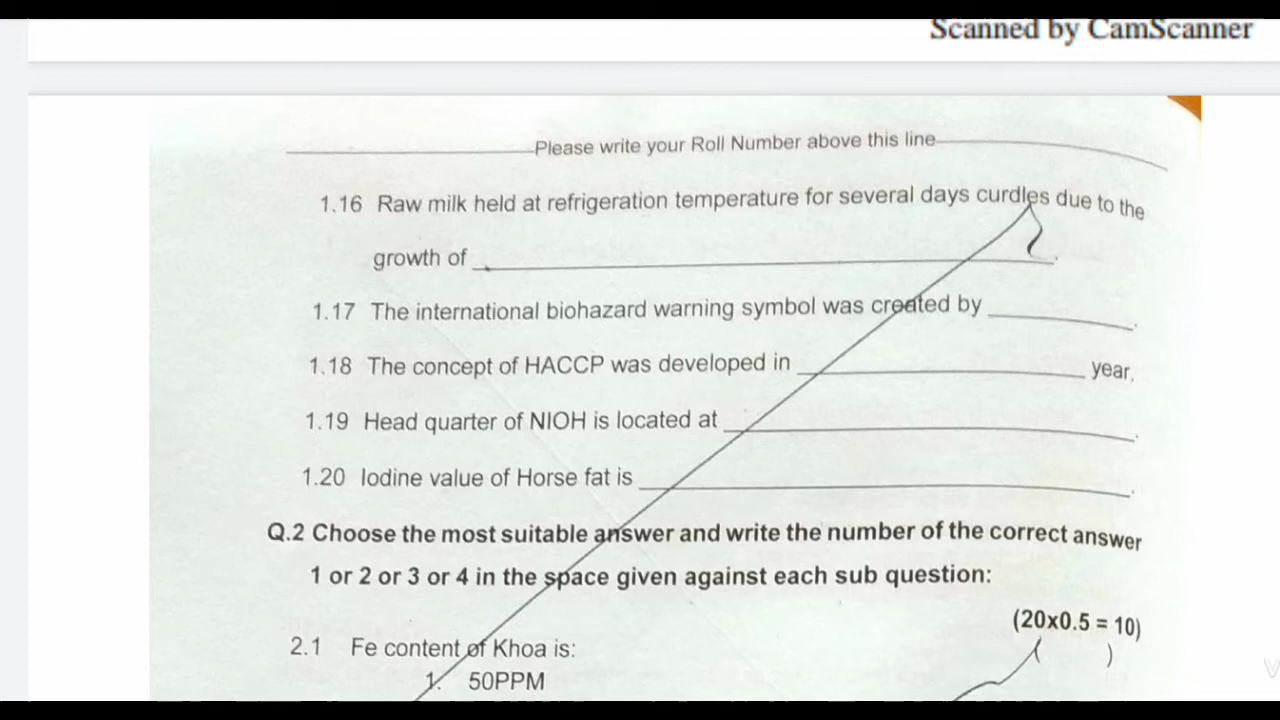 Scanned by CamScanner
Please write your Roll Number above this line
1.16 Raw milk held at refrigeration temperature for several days curdles due to the
growth of
1.17 The international biohazard warning symbol was created by .
1.18 The concept of HACCP was developed in year.
1.19 Head quarter of NIOH is located at .
1.20 Iodine value of Horse fat is .
Q.2 Choose the most suitable answer and write the number of the correct answer
1 or 2 or 3 or 4 in the space given against each sub question:
(20x0.5 = 10)
2.1 Fe content of Khoa is:
( )
1. 50PPM